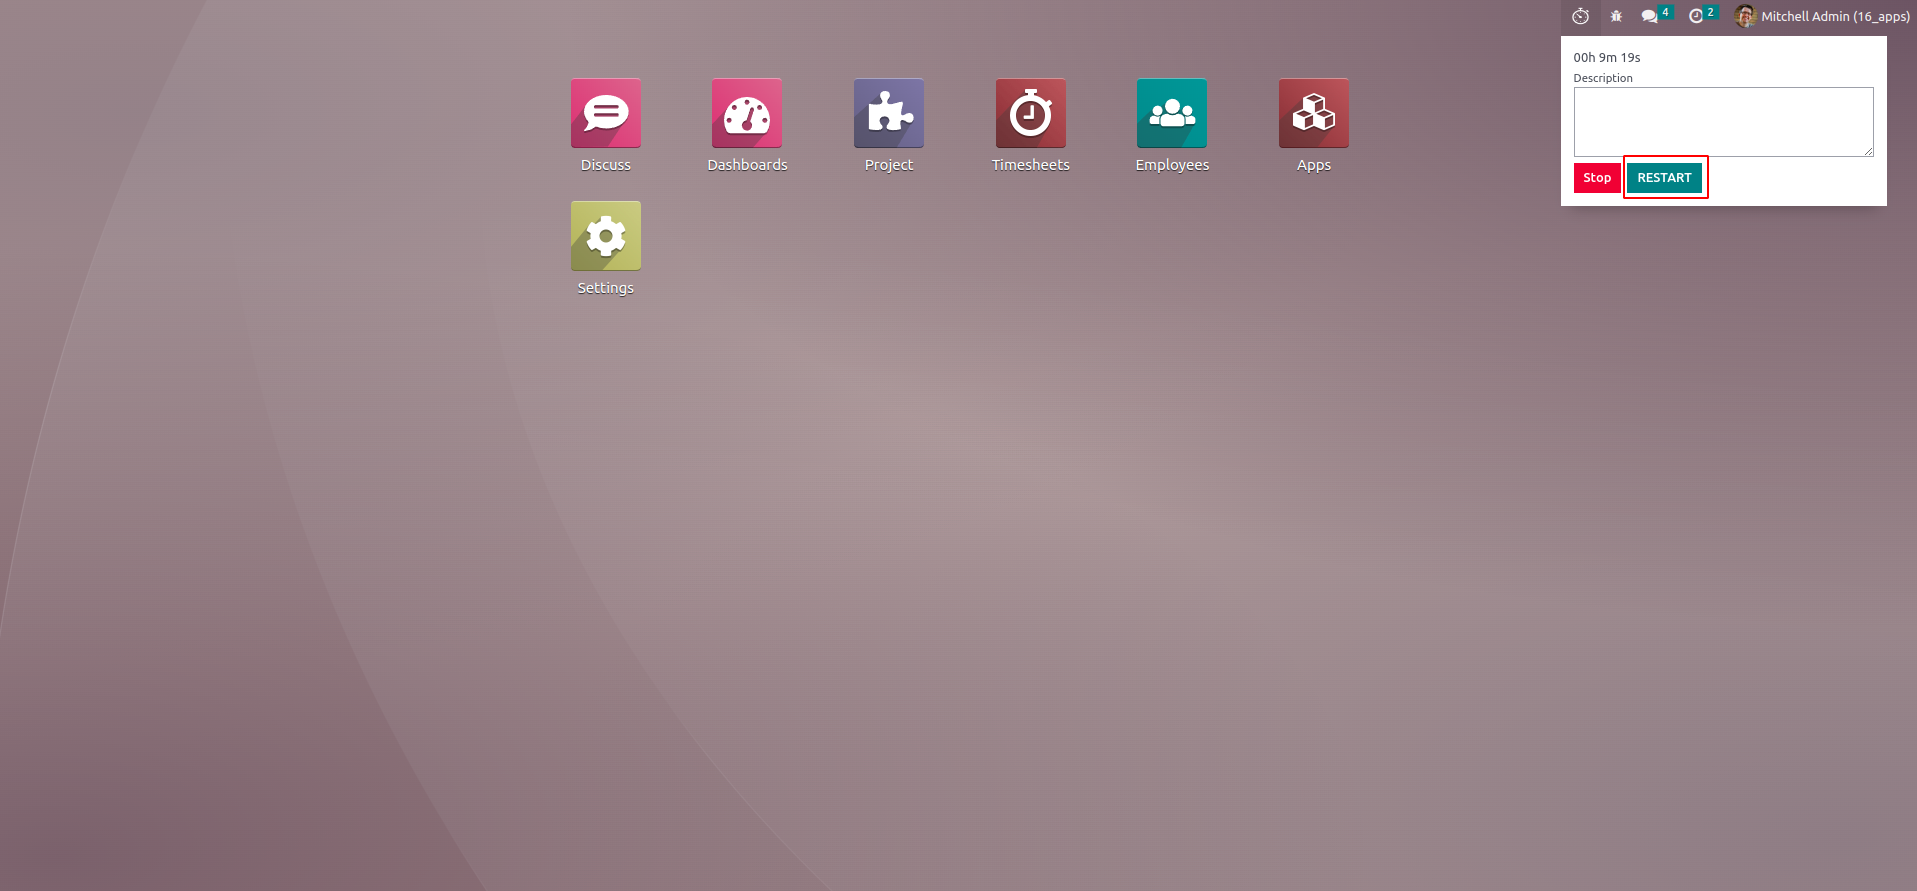 4
2
Mitchell Admin (16_apps)
00h 9m 19s
Description
Stop
RESTART
Discuss
Dashboards
Project
Timesheets
Employees
Apps
Settings